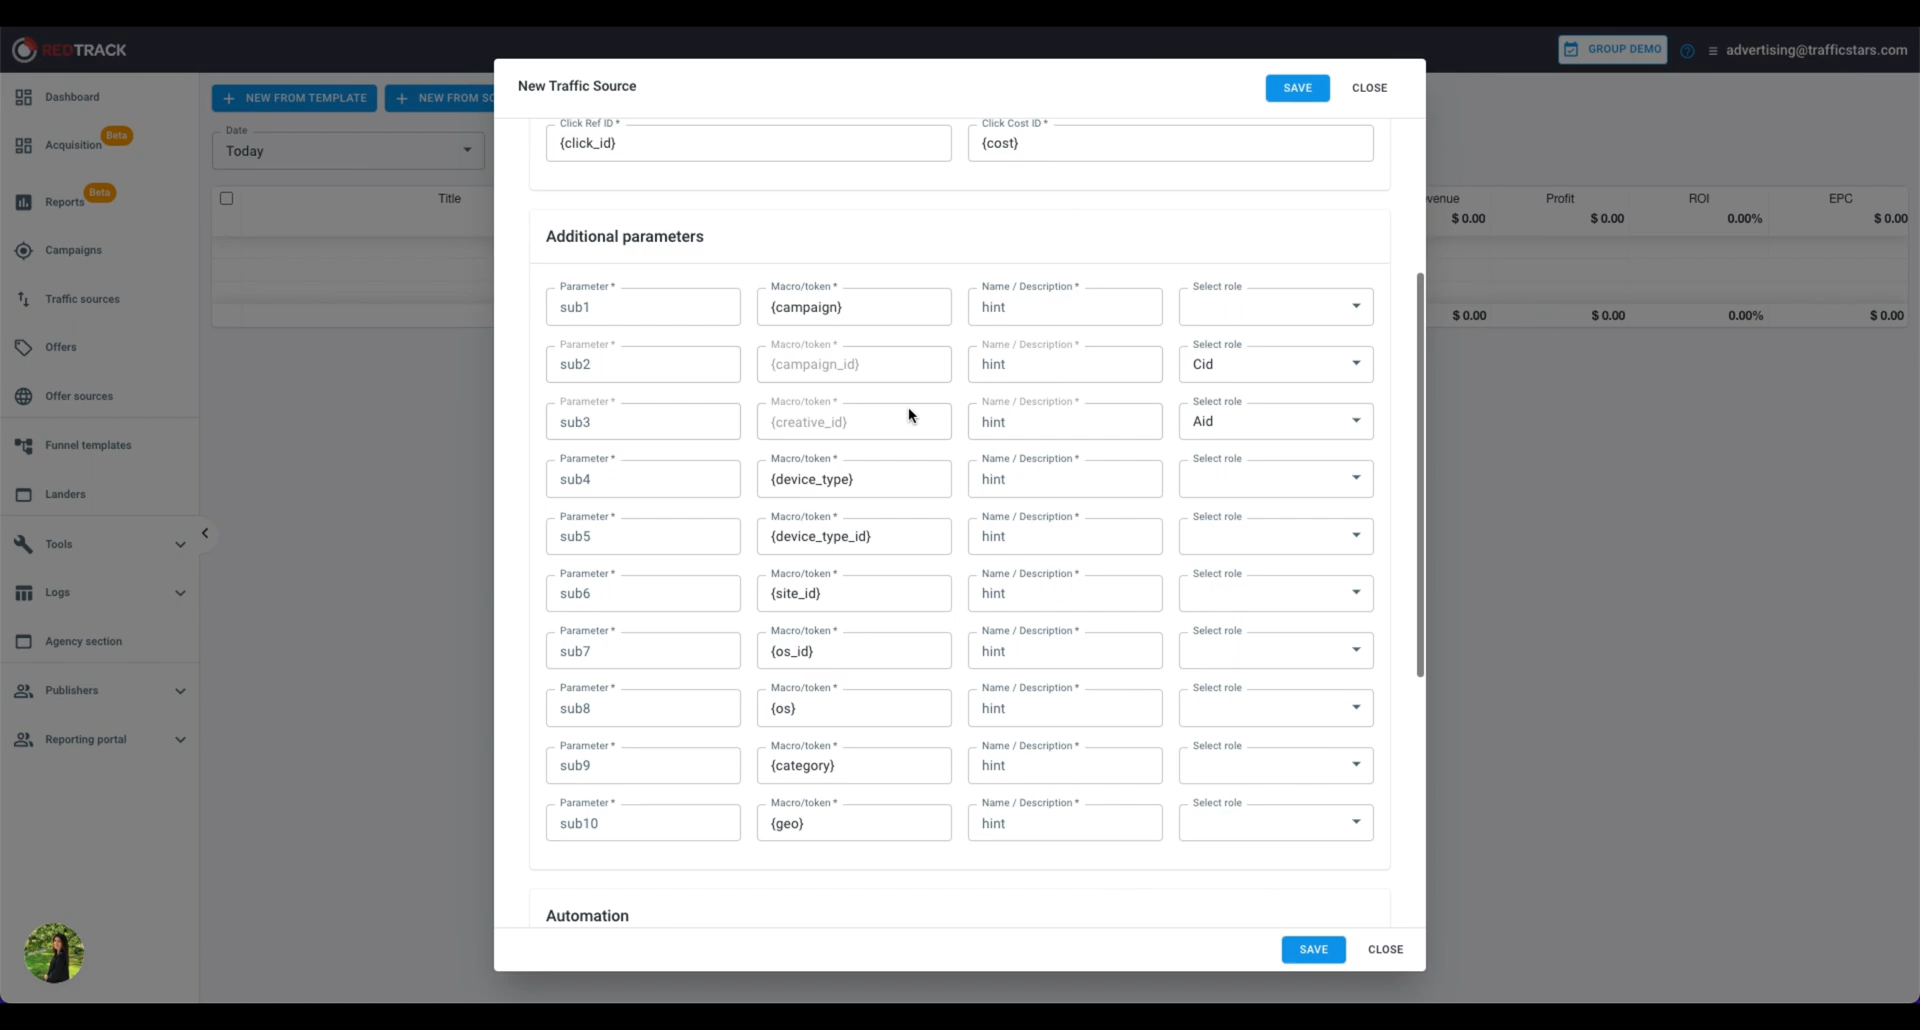 REDTRACK
GROUP DEMO
advertising@trafficstars.com
Dashboard
Acquisition
Beta
Reports
Beta
Campaigns
Traffic sources
Offers
Offer sources
Funnel templates
Landers
Tools
Logs
Agency section
Publishers
Reporting portal
NEW FROM TEMPLATE
NEW FROM SC
Date
Today
Title
venue
Profit
ROI
EPC
$ 0.00
$ 0.00
0.00%
$ 0.00
$ 0.00
$ 0.00
0.00%
$ 0.00
New Traffic Source
SAVE
CLOSE
Click Ref ID *
Click Cost ID *
{click_id}
{cost}
Additional parameters
Parameter * Macro/token * Name / Description * Select role
sub1 {campaign} hint
Parameter * Macro/token * Name / Description * Select role
sub2 {campaign_id} hint Cid
Parameter * Macro/token * Name / Description * Select role
sub3 {creative_id} hint Aid
Parameter * Macro/token * Name / Description * Select role
sub4 {device_type} hint
Parameter * Macro/token * Name / Description * Select role
sub5 {device_type_id} hint
Parameter * Macro/token * Name / Description * Select role
sub6 {site_id} hint
Parameter * Macro/token * Name / Description * Select role
sub7 {os_id} hint
Parameter * Macro/token * Name / Description * Select role
sub8 {os} hint
Parameter * Macro/token * Name / Description * Select role
sub9 {category} hint
Parameter * Macro/token * Name / Description * Select role
sub10 {geo} hint
Automation
SAVE
CLOSE